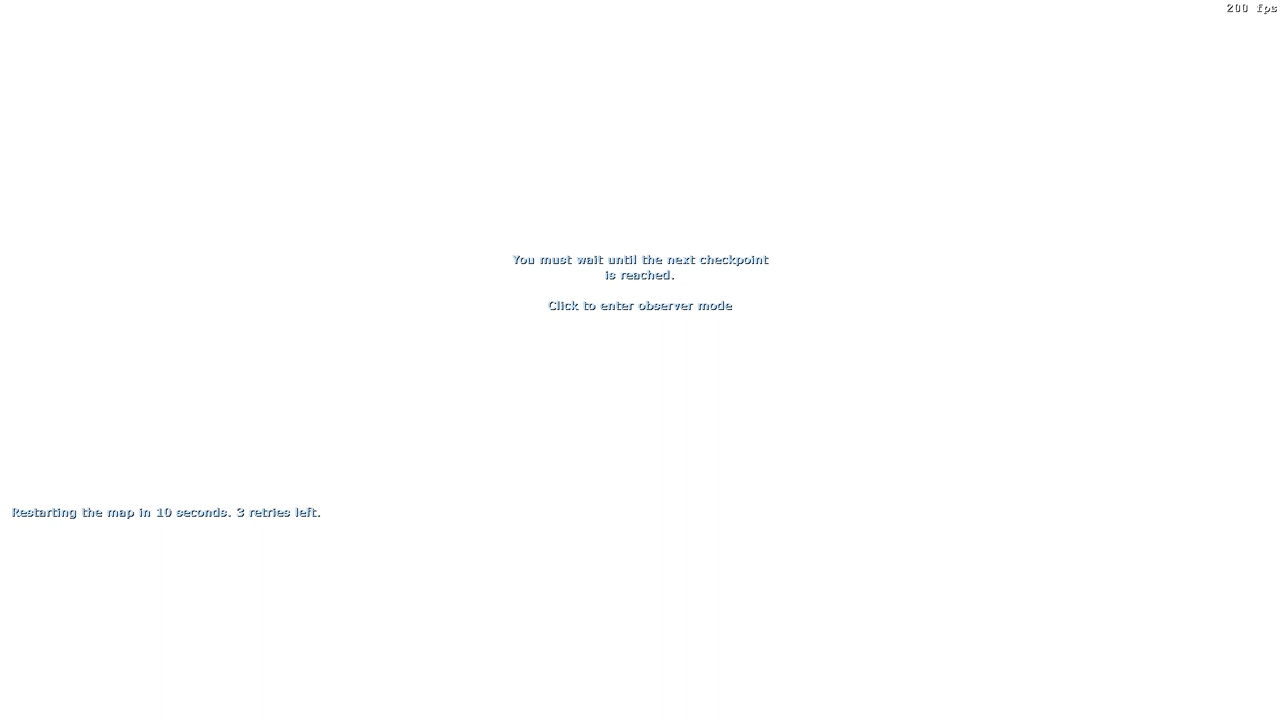 200 fps
You must wait until the next checkpoint
is reached.
Click to enter observer mode
Restarting the map in 10 seconds. 3 retries left.